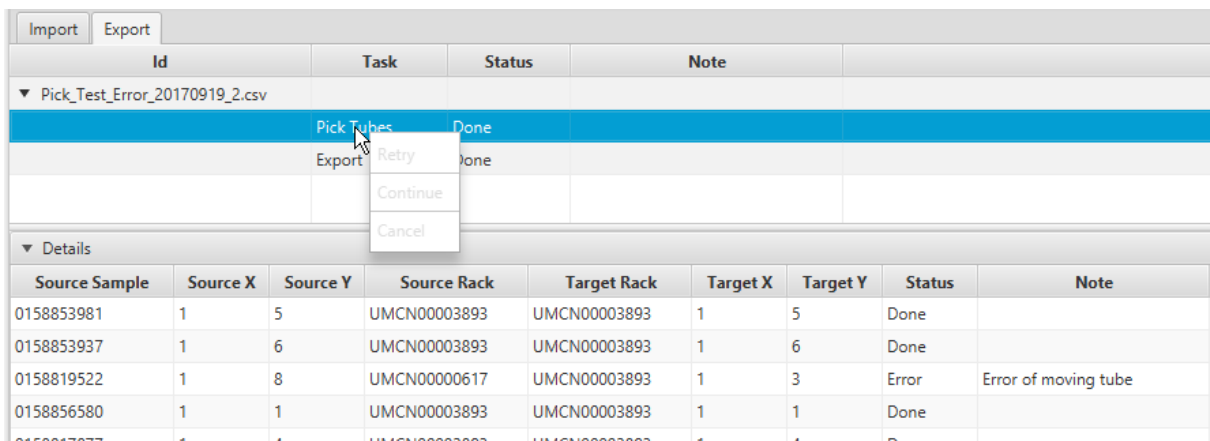 Import Export
Id Task Status Note
▼ Pick_Test_Error_20170919_2.csv
Pick Tubes Done
Export Done
Retry
Continue
Cancel
▼ Details
Source Sample Source X Source Y Source Rack Target Rack Target X Target Y Status Note
0158853981 1 5 UMCN00003893 UMCN00003893 1 5 Done
0158853937 1 6 UMCN00003893 UMCN00003893 1 6 Done
0158819522 1 8 UMCN00000617 UMCN00003893 1 3 Error Error of moving tube
0158856580 1 1 UMCN00003893 UMCN00003893 1 1 Done